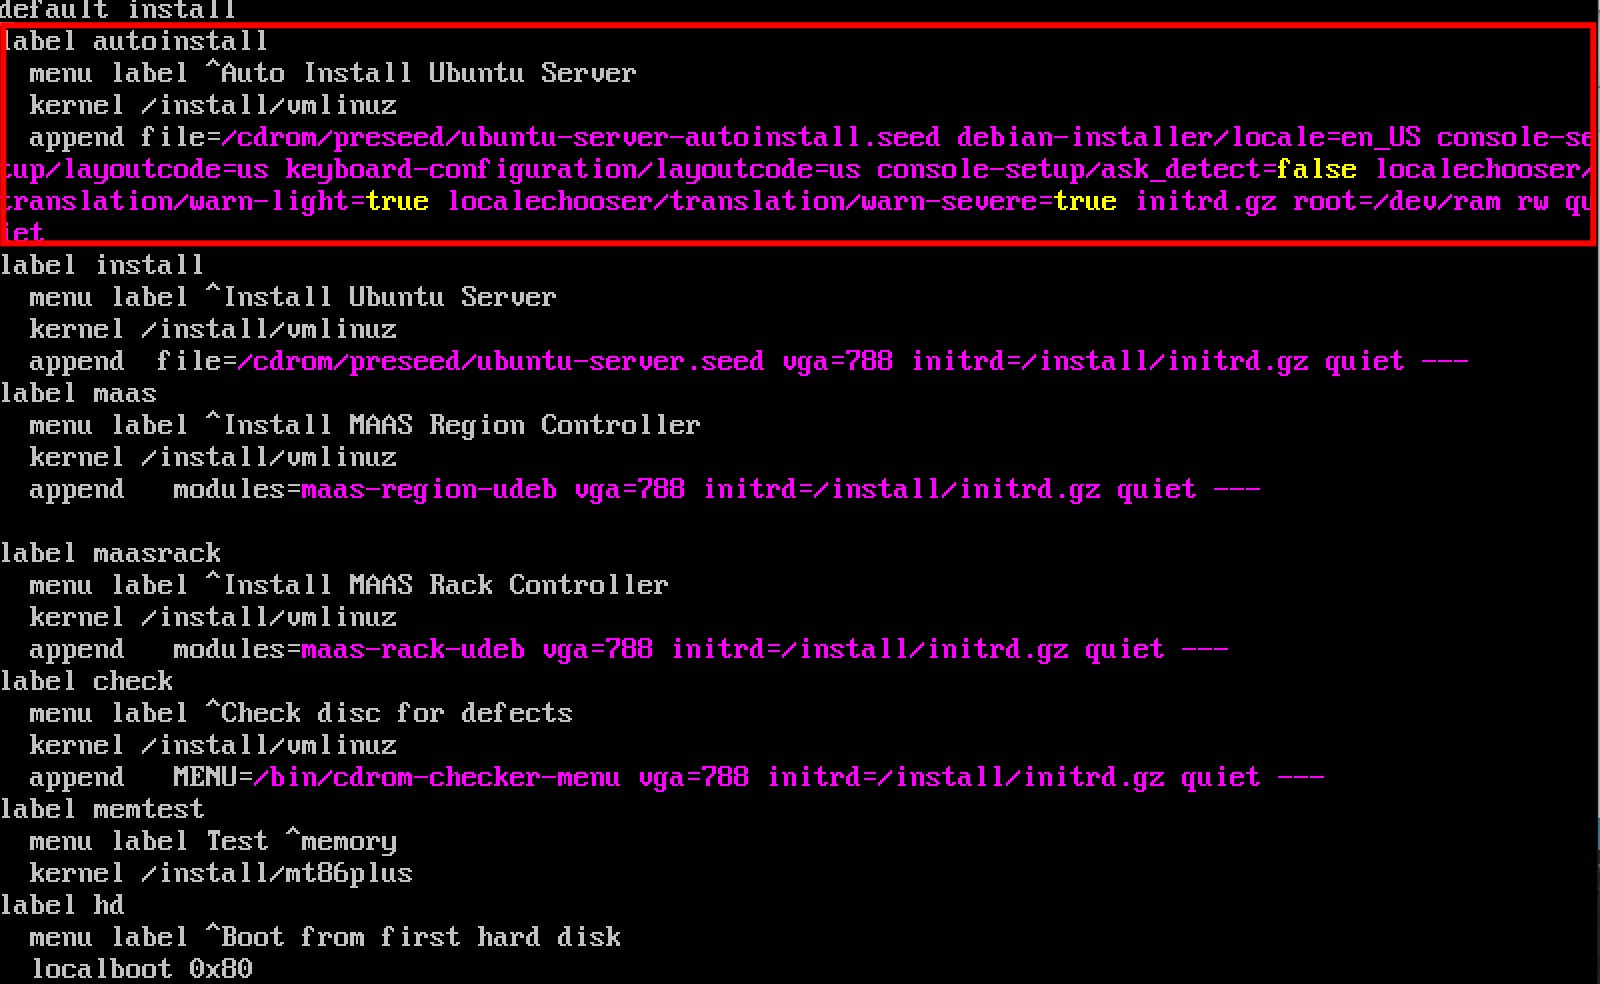 default install
label autoinstall
  menu label ^Auto Install Ubuntu Server
  kernel /install/vmlinuz
  append file=/cdrom/preseed/ubuntu-server-autoinstall.seed debian-installer/locale=en_US console-se
tup/layoutcode=us keyboard-configuration/layoutcode=us console-setup/ask_detect=false localechooser/
translation/warn-light=true localechooser/translation/warn-severe=true initrd.gz root=/dev/ram rw qu
iet
label install
  menu label ^Install Ubuntu Server
  kernel /install/vmlinuz
  append  file=/cdrom/preseed/ubuntu-server.seed vga=788 initrd=/install/initrd.gz quiet ---
label maas
  menu label ^Install MAAS Region Controller
  kernel /install/vmlinuz
  append   modules=maas-region-udeb vga=788 initrd=/install/initrd.gz quiet ---

label maasrack
  menu label ^Install MAAS Rack Controller
  kernel /install/vmlinuz
  append   modules=maas-rack-udeb vga=788 initrd=/install/initrd.gz quiet ---
label check
  menu label ^Check disc for defects
  kernel /install/vmlinuz
  append   MENU=/bin/cdrom-checker-menu vga=788 initrd=/install/initrd.gz quiet ---
label memtest
  menu label Test ^memory
  kernel /install/mt86plus
label hd
  menu label ^Boot from first hard disk
  localboot 0x80